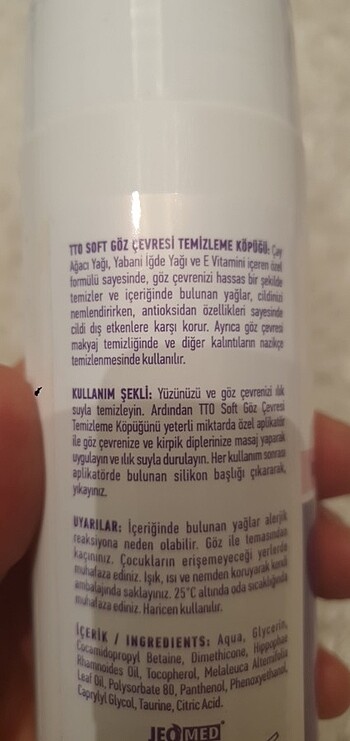 TTO SOFT GÖZ ÇEVRESİ TEMİZLEME KÖPÜĞÜ: Çay
Ağacı Yağı, Yabani İğde Yağı ve E Vitamini içeren özel
formülü sayesinde, göz çevrenizi hassas bir şekilde
temizler ve içeriğinde bulunan yağlar, cildinizi
nemlendirirken, antioksidan özellikleri sayesinde
cildi dış etkenlere karşı korur. Ayrıca göz çevresi
makyaj temizliğinde ve diğer kalıntıların nazikçe
temizlenmesinde kullanılır.
KULLANIM ŞEKLİ: Yüzünüzü ve göz çevrenizi ılık
suyla temizleyin. Ardından TTO Soft Göz Çevresi
Temizleme Köpüğünü yeterli miktarda özel aplikatör
ile göz çevrenize ve kirpik diplerinize masaj yaparak
uygulayın ve ılık suyla durulayın. Her kullanım sonrası
aplikatörde bulunan silikon başlığı çıkararak,
yıkayınız.
UYARILAR: İçeriğinde bulunan yağlar alerjik
reaksiyona neden olabilir. Göz ile temasından
kaçınınız. Çocukların erişemeyeceği yerlerde
muhafaza ediniz. Işık, ısı ve nemden koruyarak kendi
ambalajında saklayınız. 25°C altında oda sıcaklığında
muhafaza ediniz. Haricen kullanılır.
İÇERİK / INGREDIENTS: Aqua, Glycerin,
Cocamidopropyl Betaine, Dimethicone, Hippophae
Rhamnoides Oil, Tocopherol, Melaleuca Alternifolia
Leaf Oil, Polysorbate 80, Panthenol, Phenoxyethanol,
Caprylyl Glycol, Taurine, Citric Acid.
JEOMED